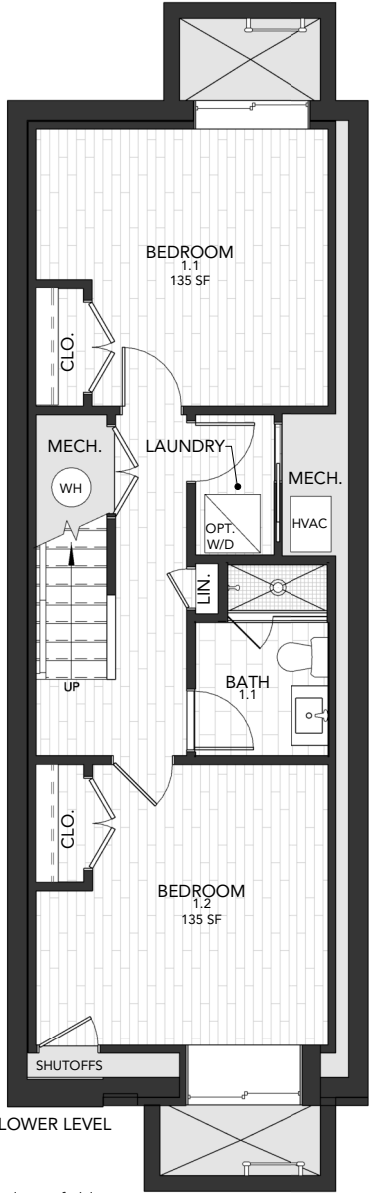 BEDROOM
1.1
135 SF
CLO.
MECH.
WH
LAUNDRY
OPT.
W/D
MECH.
HVAC
LIN.
UP
BATH
1.1
CLO.
BEDROOM
1.2
135 SF
SHUTOFFS
LOWER LEVEL